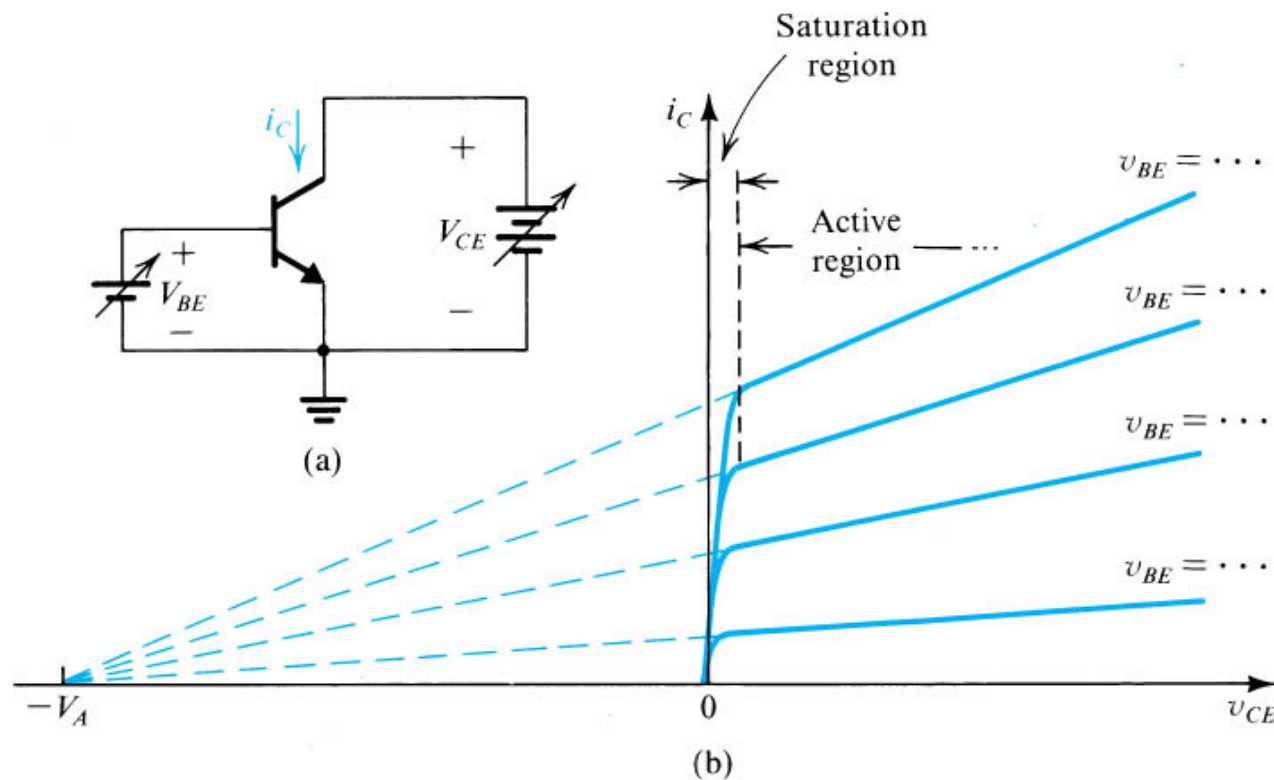 Saturation
region
i_C
i_C
+
V_CE
−
+
V_BE
−
(a)
Active
region
...
v_BE = · · ·
v_BE = · · ·
v_BE = · · ·
v_BE = · · ·
−V_A
0
v_CE
(b)